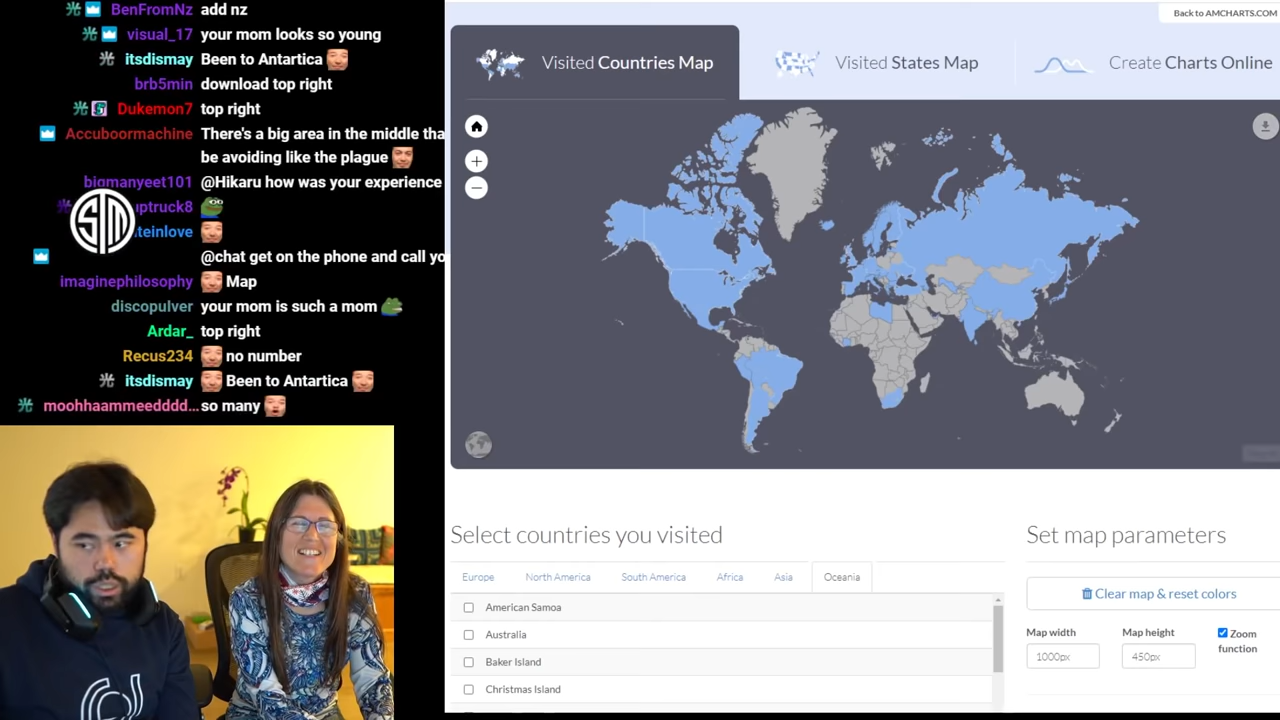 BenFromNz add nz
visual_17 your mom looks so young
itsdismay Been to Antartica
brb5min download top right
Dukemon7 top right
Accuboormachine There's a big area in the middle tha
be avoiding like the plague
bigmanyeet101 @Hikaru how was your experience
uptruck8
teinlove
@chat get on the phone and call yo
imaginephilosophy Map
discopulver your mom is such a mom
Ardar_ top right
Recus234 no number
itsdismay Been to Antartica
moohhaammeedddd… so many
Back to AMCHARTS.COM
Visited Countries Map
Visited States Map
Create Charts Online
Select countries you visited
Europe North America South America Africa Asia Oceania
American Samoa
Australia
Baker Island
Christmas Island
Set map parameters
Clear map & reset colors
Map width Map height Zoom function
1000px 450px